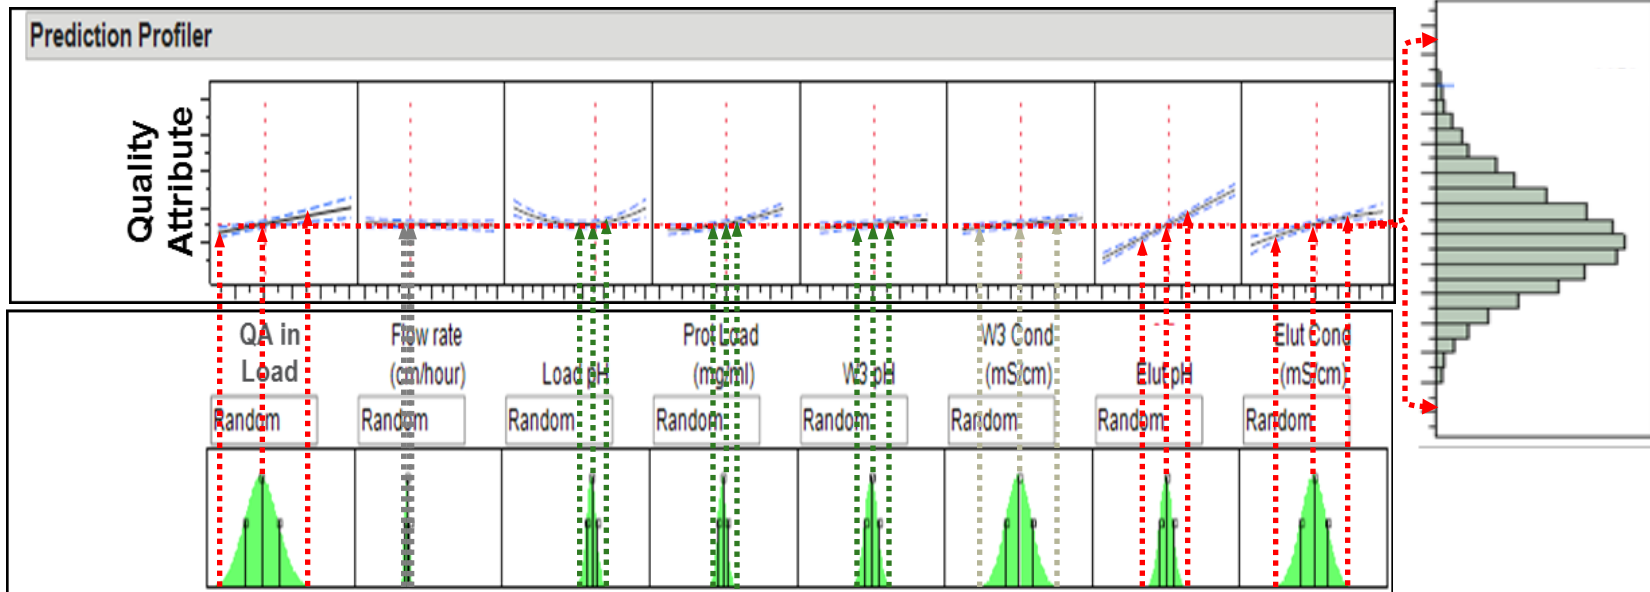 Prediction Profiler
Quality
Attribute
QA in
Load
Flow rate
(cm/hour)
Load pH
Prot Load
(mg/ml)
W3 pH
W3 Cond
(mS/cm)
Elut pH
Elut Cond
(mS/cm)
Random
Random
Random
Random
Random
Random
Random
Random